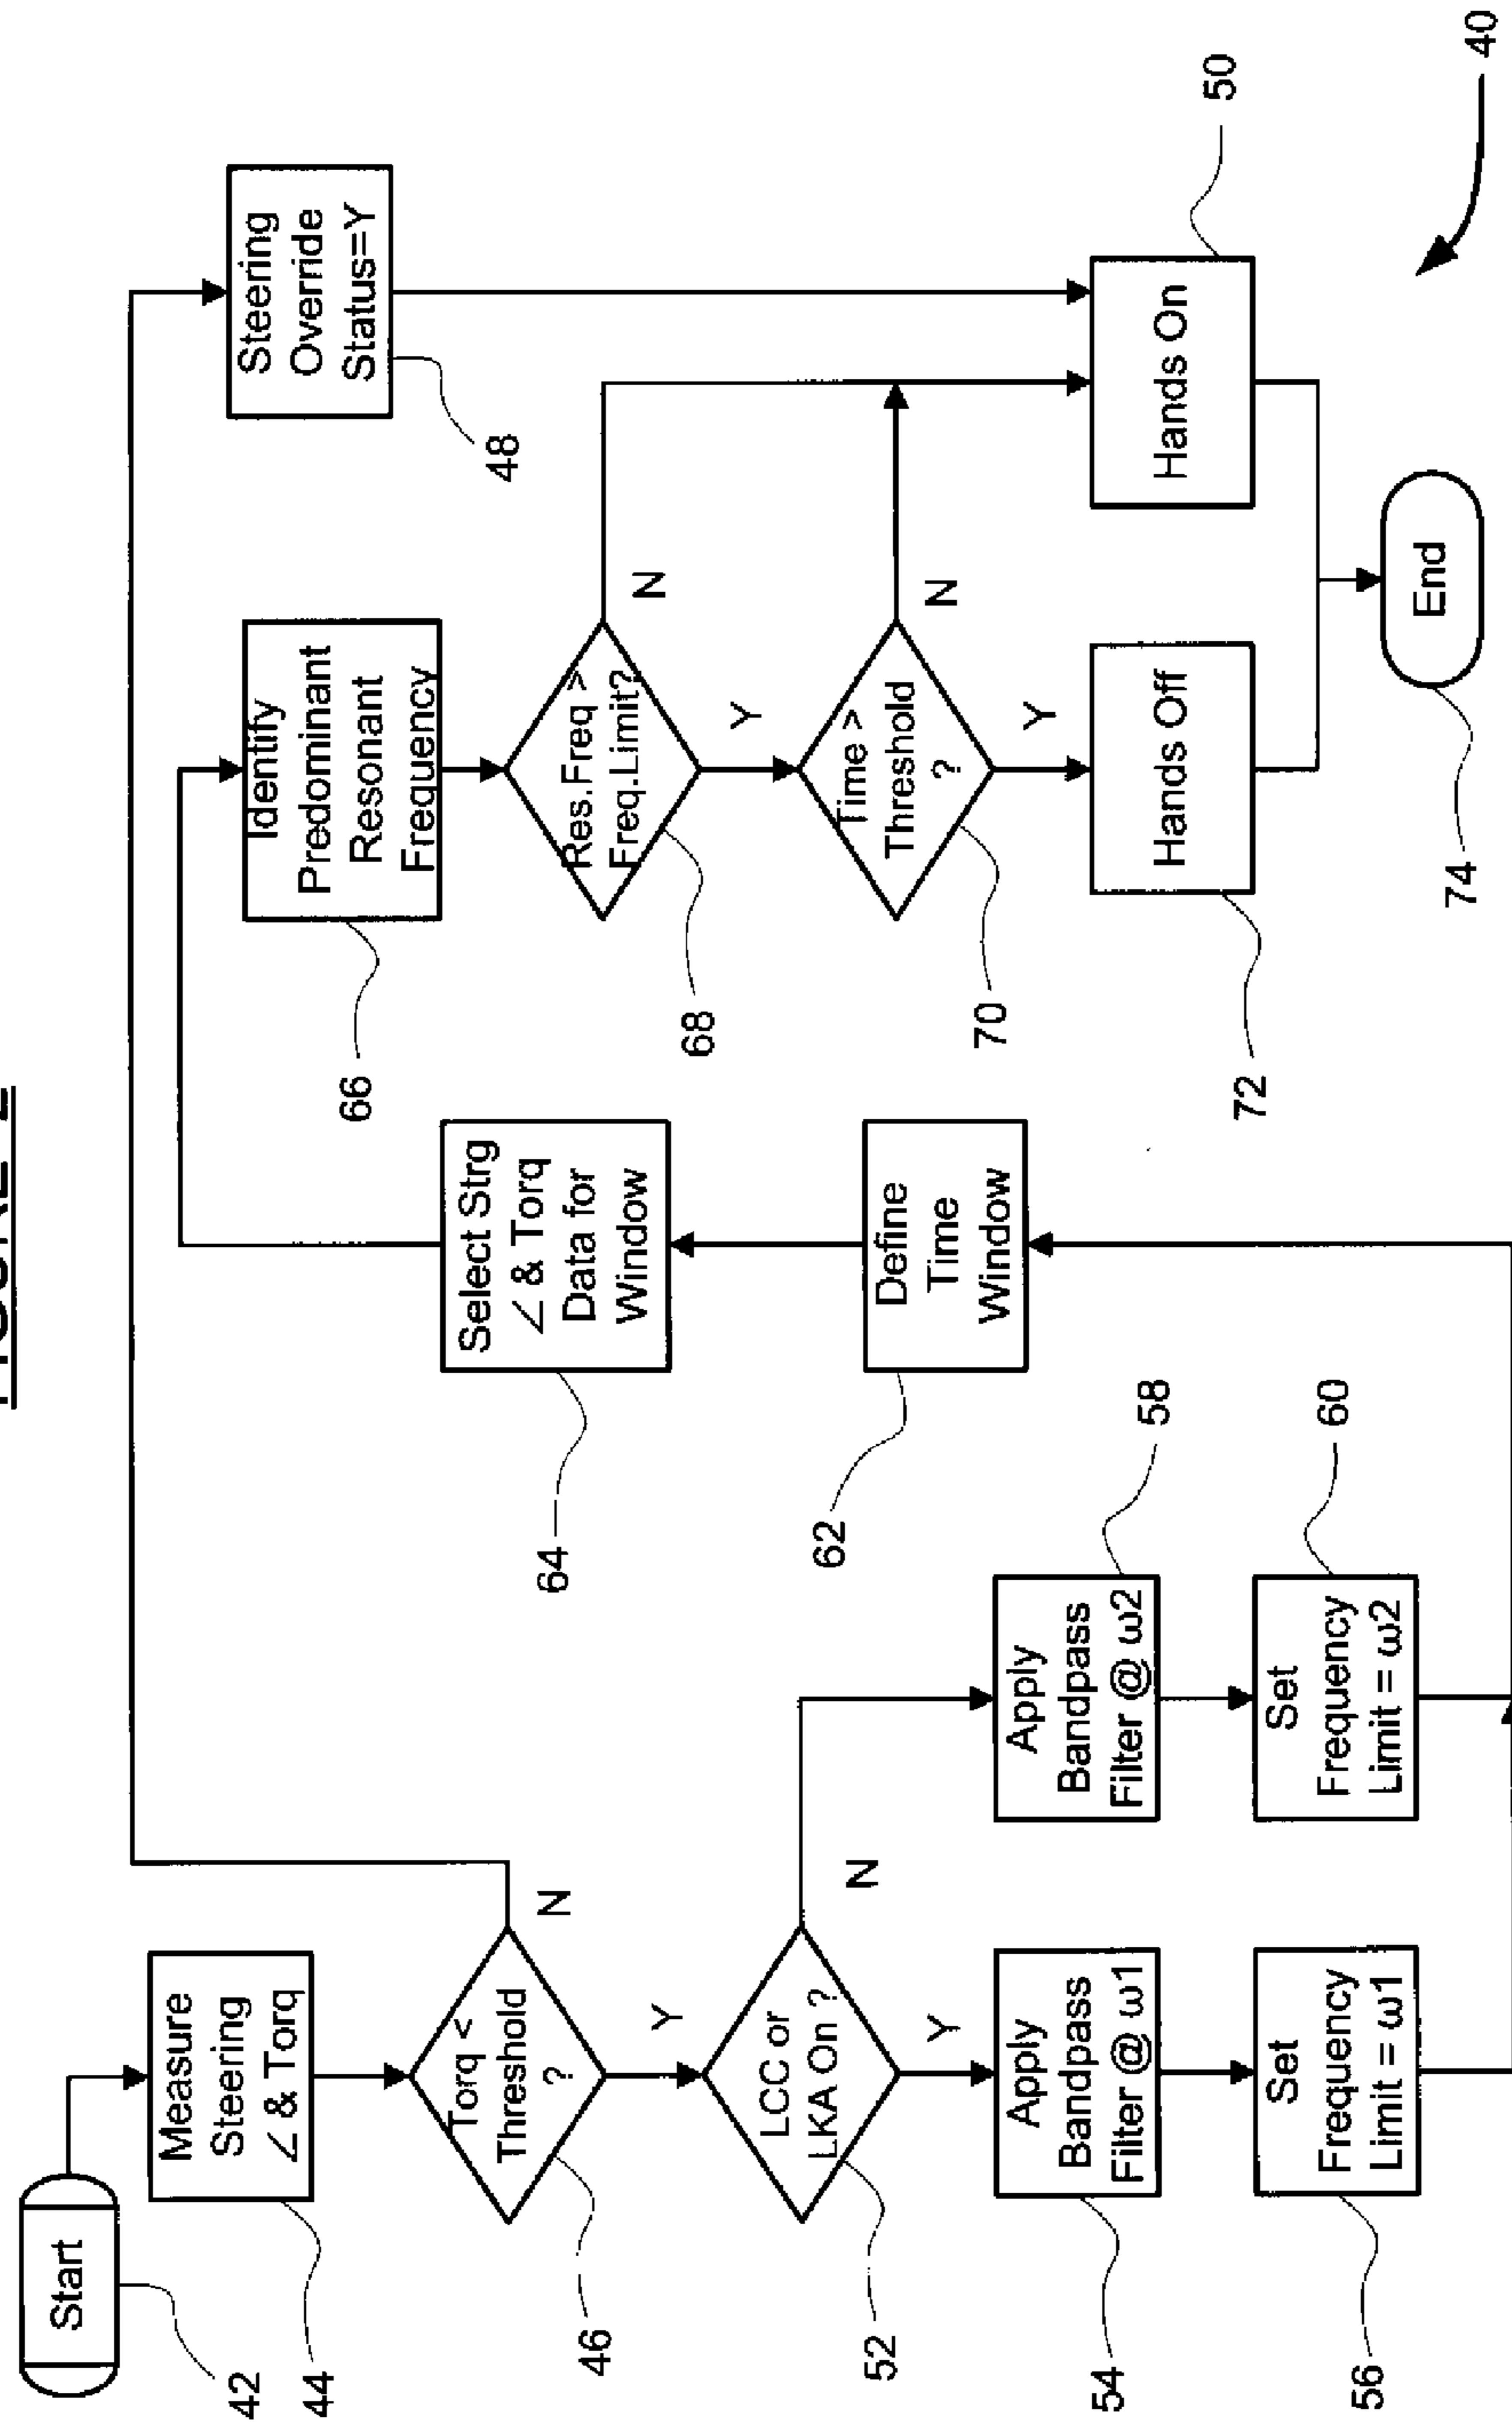 Start
42
Measure
Steering
∠ & Torq
44
Torq <
Threshold
?
46
N
Y
LCC or
LKA On ?
52
N
Y
Apply
Bandpass
Filter @ ω1
54
Set
Frequency
Limit = ω1
56
Apply
Bandpass
Filter @ ω2
58
Set
Frequency
Limit = ω2
60
Define
Time
Window
62
Select Strg
∠ & Torq
Data for
Window
64
Identify
Predominant
Resonant
Frequency
66
Res.Freq >
Freq.Limit?
68
N
Y
Time >
Threshold
?
70
N
Y
Hands Off
72
Steering
Override
Status=Y
48
Hands On
50
End
74
40